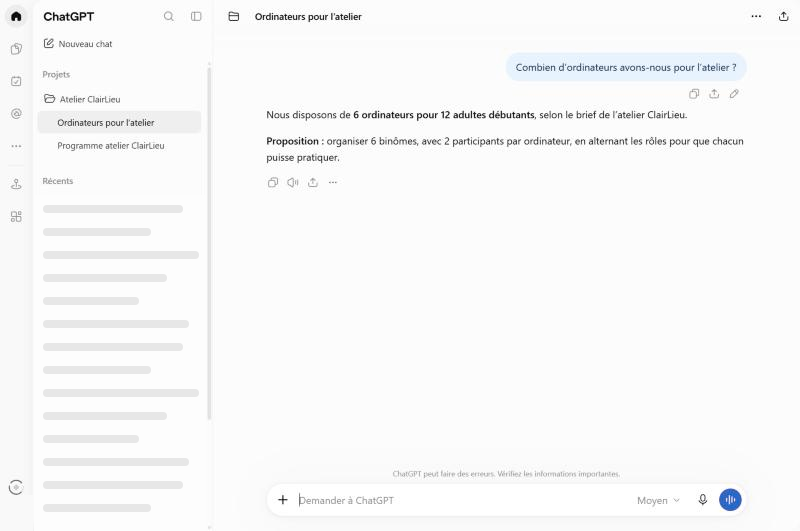 ChatGPT
Nouveau chat
Projets
Atelier ClairLieu
Ordinateurs pour l'atelier
Programme atelier ClairLieu
Récents
Ordinateurs pour l'atelier
Combien d'ordinateurs avons-nous pour l'atelier ?
Nous disposons de 6 ordinateurs pour 12 adultes débutants, selon le brief de l'atelier ClairLieu.
Proposition : organiser 6 binômes, avec 2 participants par ordinateur, en alternant les rôles pour que chacun
puisse pratiquer.
ChatGPT peut faire des erreurs. Vérifiez les informations importantes.
Demander à ChatGPT
Moyen